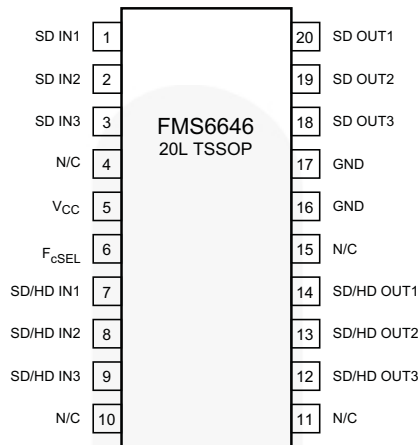 SD IN1 1 20 SD OUT1
SD IN2 2 19 SD OUT2
SD IN3 3 18 SD OUT3
FMS6646
20L TSSOP
N/C 4 17 GND
VCC 5 16 GND
FcSEL 6 15 N/C
SD/HD IN1 7 14 SD/HD OUT1
SD/HD IN2 8 13 SD/HD OUT2
SD/HD IN3 9 12 SD/HD OUT3
N/C 10 11 N/C